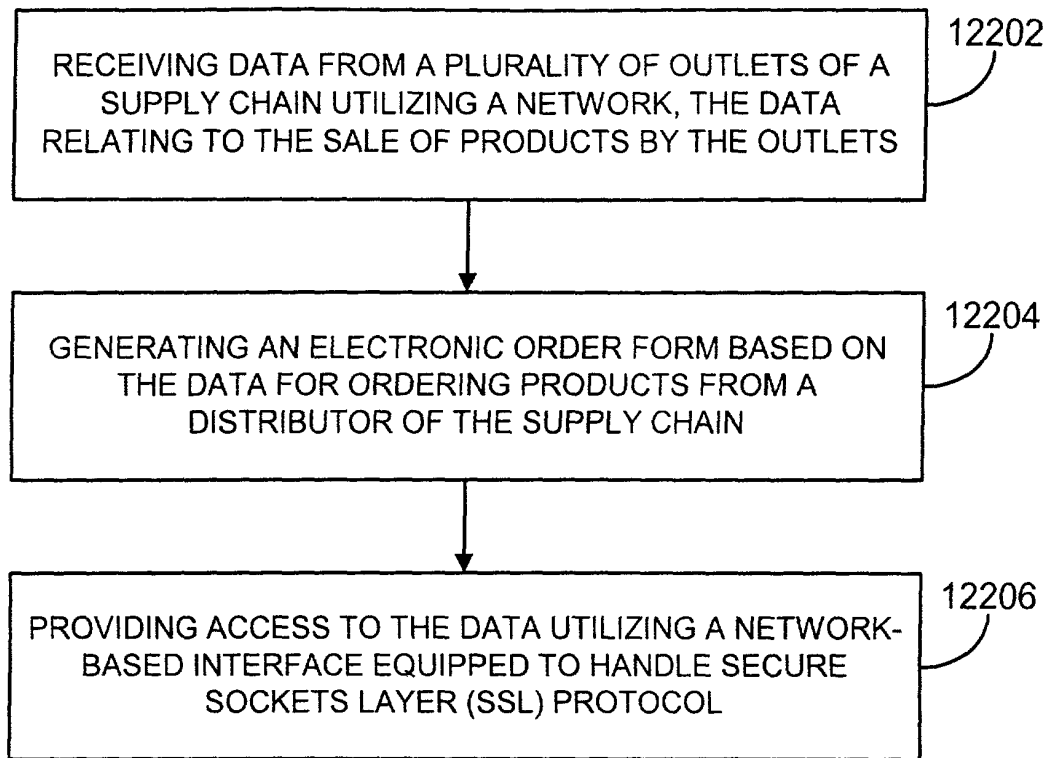 12202
RECEIVING DATA FROM A PLURALITY OF OUTLETS OF A
SUPPLY CHAIN UTILIZING A NETWORK, THE DATA
RELATING TO THE SALE OF PRODUCTS BY THE OUTLETS
12204
GENERATING AN ELECTRONIC ORDER FORM BASED ON
THE DATA FOR ORDERING PRODUCTS FROM A
DISTRIBUTOR OF THE SUPPLY CHAIN
12206
PROVIDING ACCESS TO THE DATA UTILIZING A NETWORK-
BASED INTERFACE EQUIPPED TO HANDLE SECURE
SOCKETS LAYER (SSL) PROTOCOL